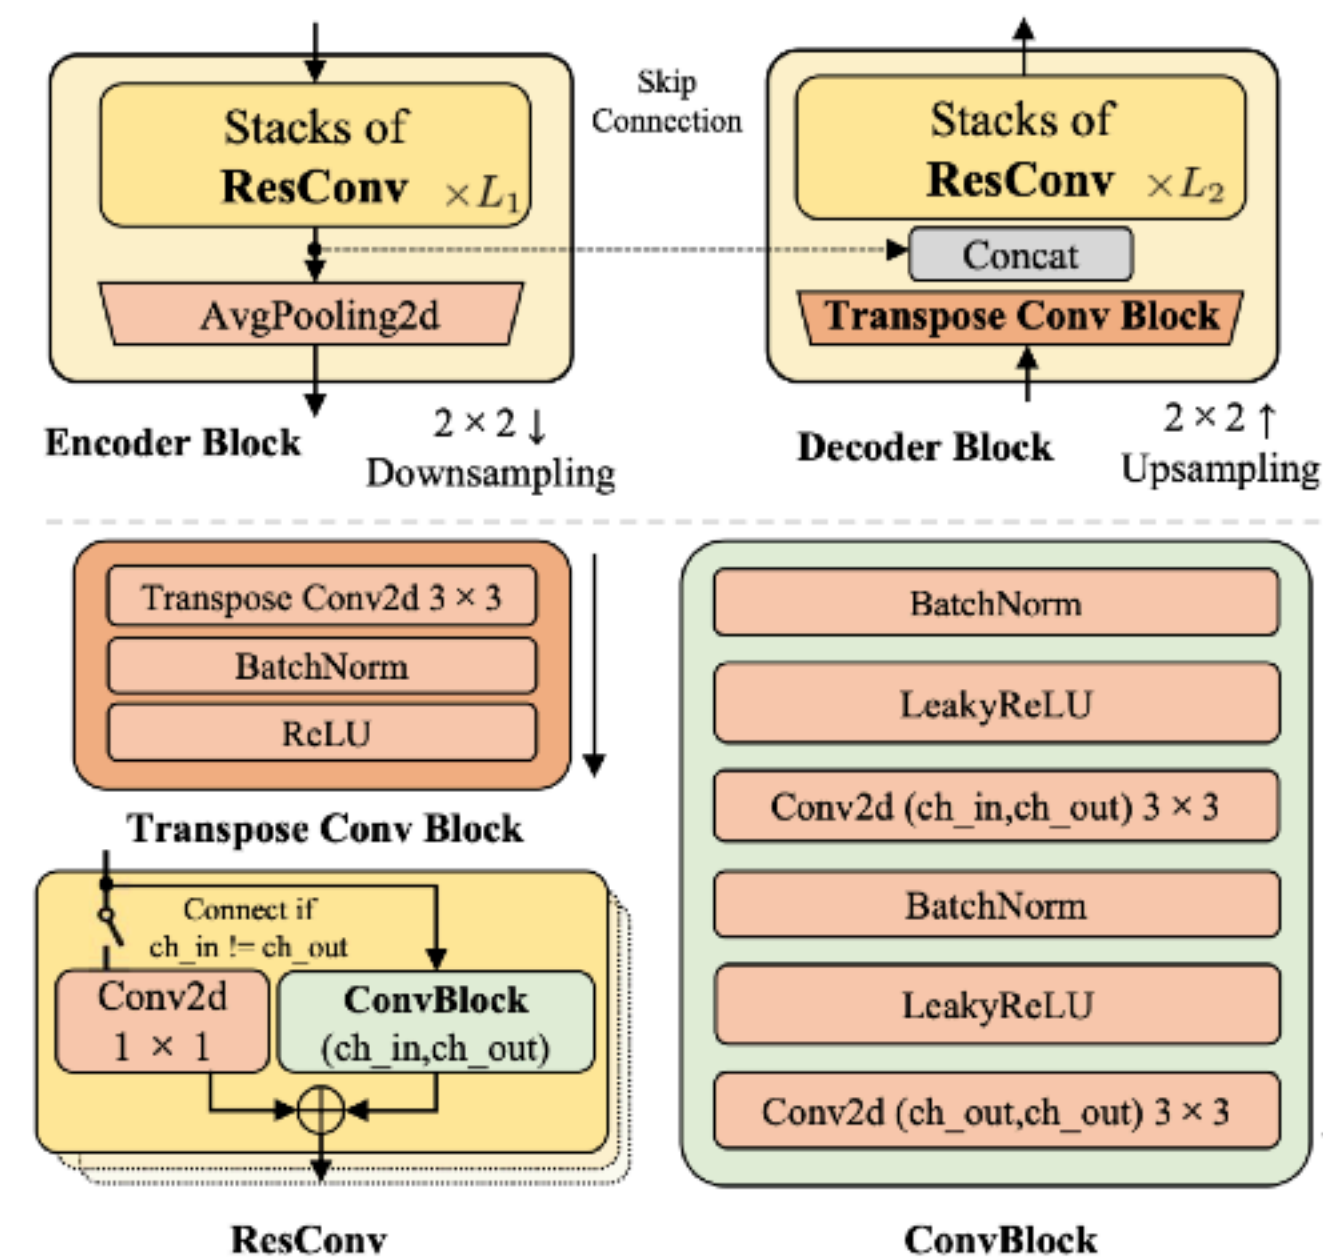 Stacks of
ResConv ×L₁
AvgPooling2d
Encoder Block
2 × 2 ↓
Downsampling
Skip
Connection
Stacks of
ResConv ×L₂
Concat
Transpose Conv Block
Decoder Block
2 × 2 ↑
Upsampling
Transpose Conv2d 3 × 3
BatchNorm
ReLU
Transpose Conv Block
Connect if
ch_in != ch_out
Conv2d
1 × 1
ConvBlock
(ch_in,ch_out)
ResConv
BatchNorm
LeakyReLU
Conv2d (ch_in,ch_out) 3 × 3
BatchNorm
LeakyReLU
Conv2d (ch_out,ch_out) 3 × 3
ConvBlock